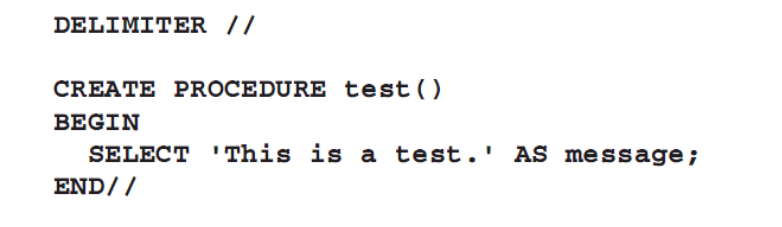 DELIMITER //
CREATE PROCEDURE test()
BEGIN
  SELECT 'This is a test.' AS message;
END//